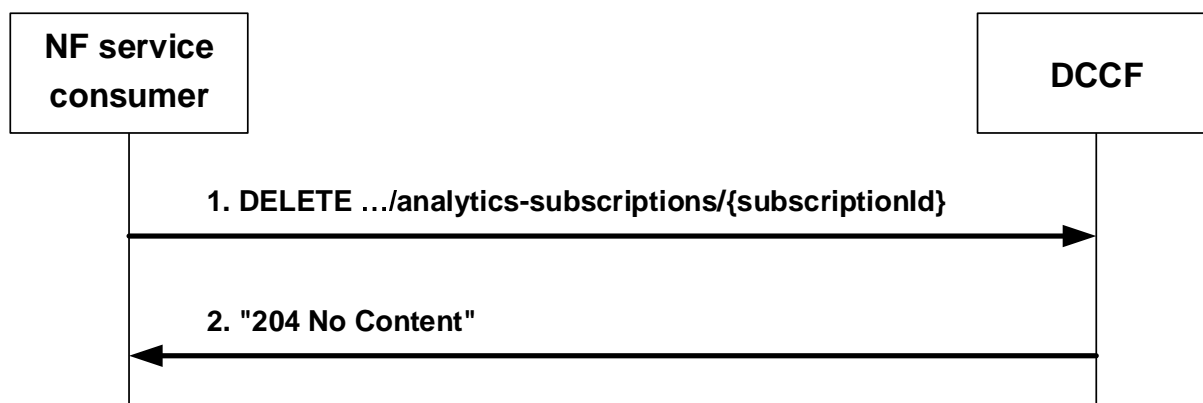 NF service
consumer
DCCF
1. DELETE …/analytics-subscriptions/{subscriptionId}
2. "204 No Content"